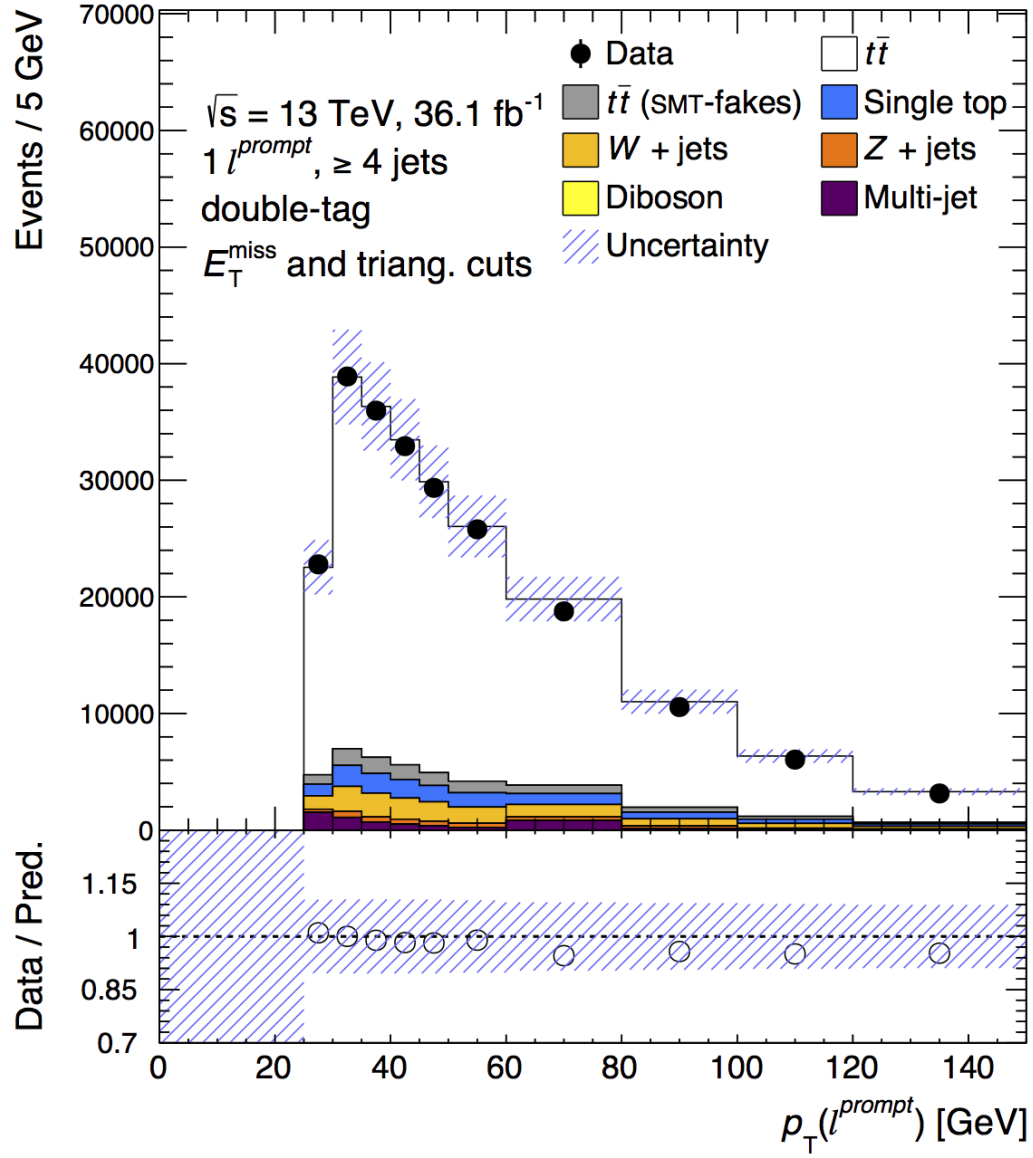 Events / 5 GeV
70000
60000
50000
40000
30000
20000
10000
0
√s = 13 TeV, 36.1 fb⁻¹
1 l^prompt, ≥ 4 jets
double-tag
E_T^miss and triang. cuts
Data
tt̄
tt̄ (SMT-fakes)
Single top
W + jets
Z + jets
Diboson
Multi-jet
Uncertainty
Data / Pred.
1.15
1
0.85
0.7
0 20 40 60 80 100 120 140
p_T(l^prompt) [GeV]